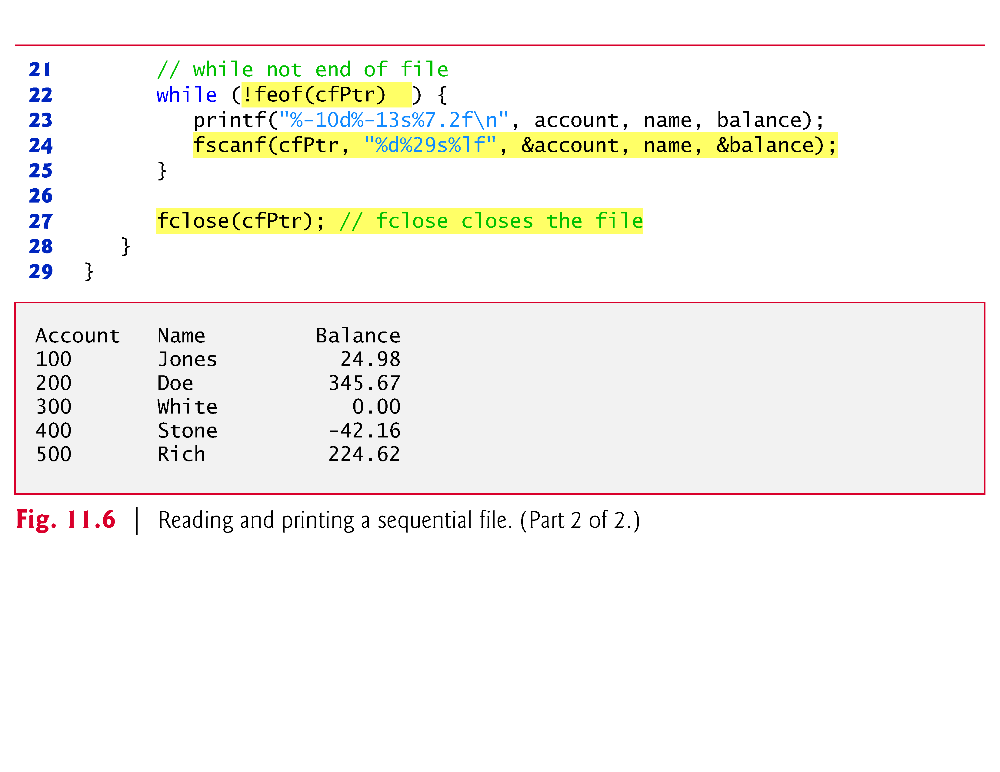 21 // while not end of file
22 while (!feof(cfPtr) ) {
23 printf("%-10d%-13s%7.2f\n", account, name, balance);
24 fscanf(cfPtr, "%d%29s%lf", &account, name, &balance);
25 }
26
27 fclose(cfPtr); // fclose closes the file
28 }
29 }
Account Name Balance
100 Jones 24.98
200 Doe 345.67
300 White 0.00
400 Stone -42.16
500 Rich 224.62
Fig. 11.6 | Reading and printing a sequential file. (Part 2 of 2.)